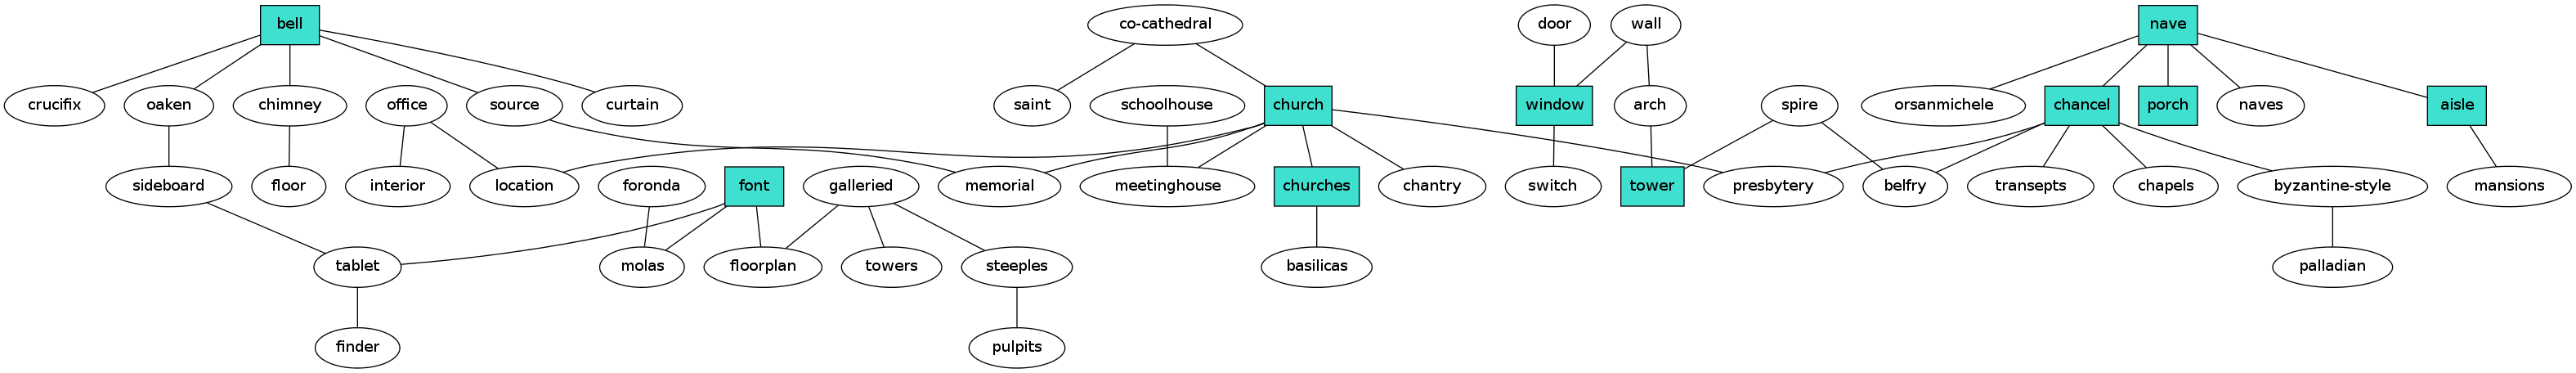 bell
co-cathedral
door
wall
nave
crucifix
oaken
chimney
office
source
curtain
saint
schoolhouse
church
window
arch
spire
orsanmichele
chancel
porch
naves
aisle
sideboard
floor
interior
location
foronda
font
galleried
memorial
meetinghouse
churches
chantry
switch
tower
presbytery
belfry
transepts
chapels
byzantine-style
mansions
tablet
molas
floorplan
towers
steeples
basilicas
palladian
finder
pulpits